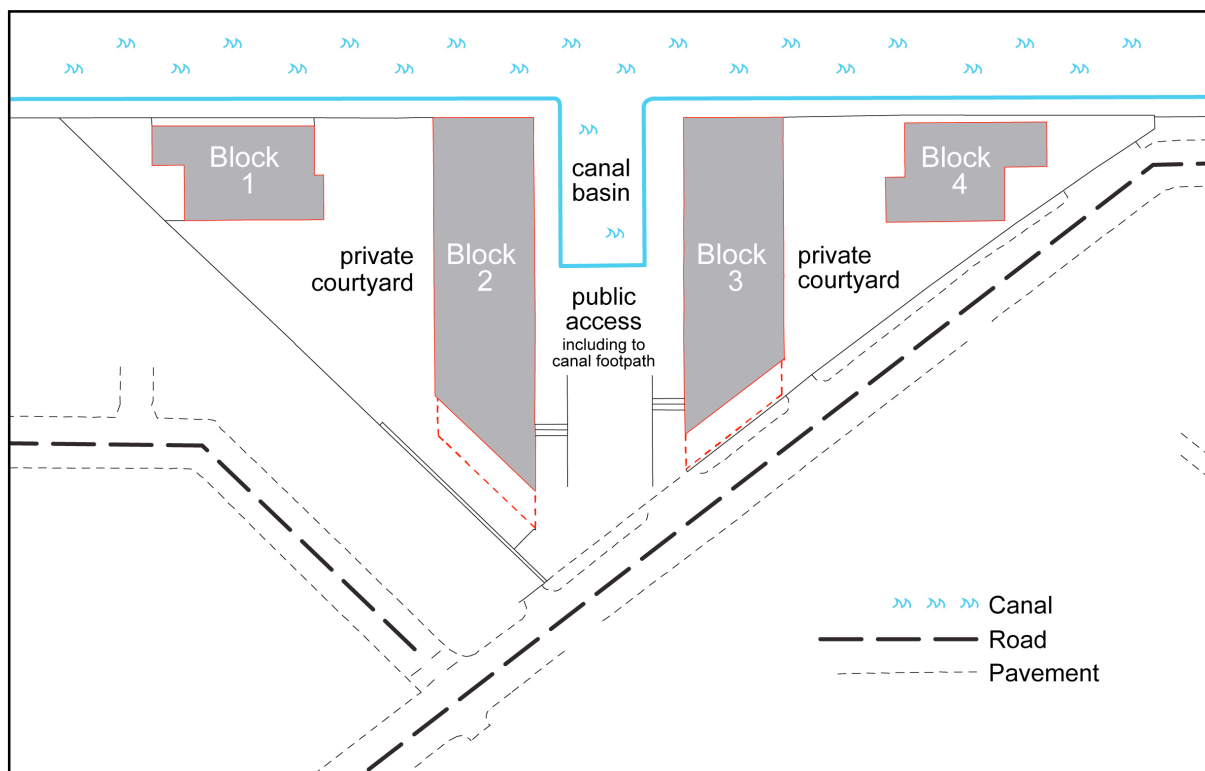 Block
1
Block
4
canal
basin
private
courtyard
Block
2
Block
3
private
courtyard
public
access
including to
canal footpath
Canal
Road
Pavement